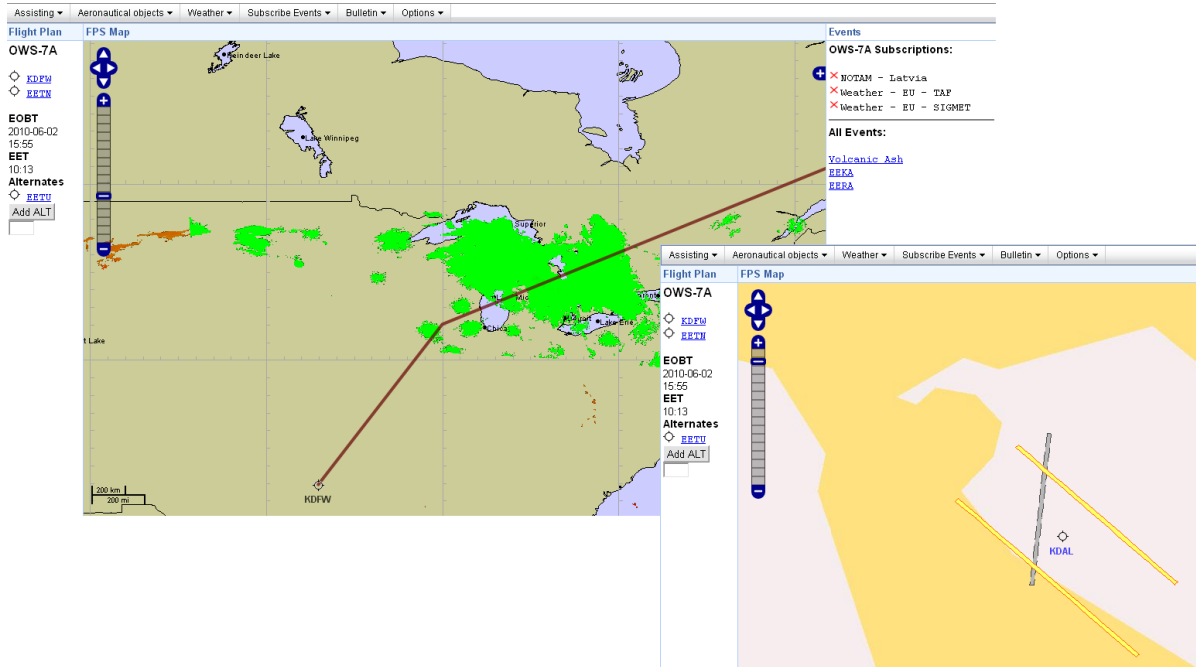 Assisting Aeronautical objects Weather Subscribe Events Bulletin Options
Flight Plan
OWS-7A
KDFW
EETN
EOBT
2010-06-02
15:55
EET
10:13
Alternates
EETU
Add ALT
FPS Map
Reindeer Lake
Lake Winnipeg
Superior
Mic
Chica
Lake Erie
t Lake
200 km
200 mi
KDFW
Events
OWS-7A Subscriptions:
NOTAM - Latvia
Weather - EU - TAF
Weather - EU - SIGMET
All Events:
Volcanic Ash
EEKA
EERA
Assisting Aeronautical objects Weather Subscribe Events Bulletin Options
Flight Plan
OWS-7A
KDFW
EETN
EOBT
2010-06-02
15:55
EET
10:13
Alternates
EETU
Add ALT
FPS Map
KDAL